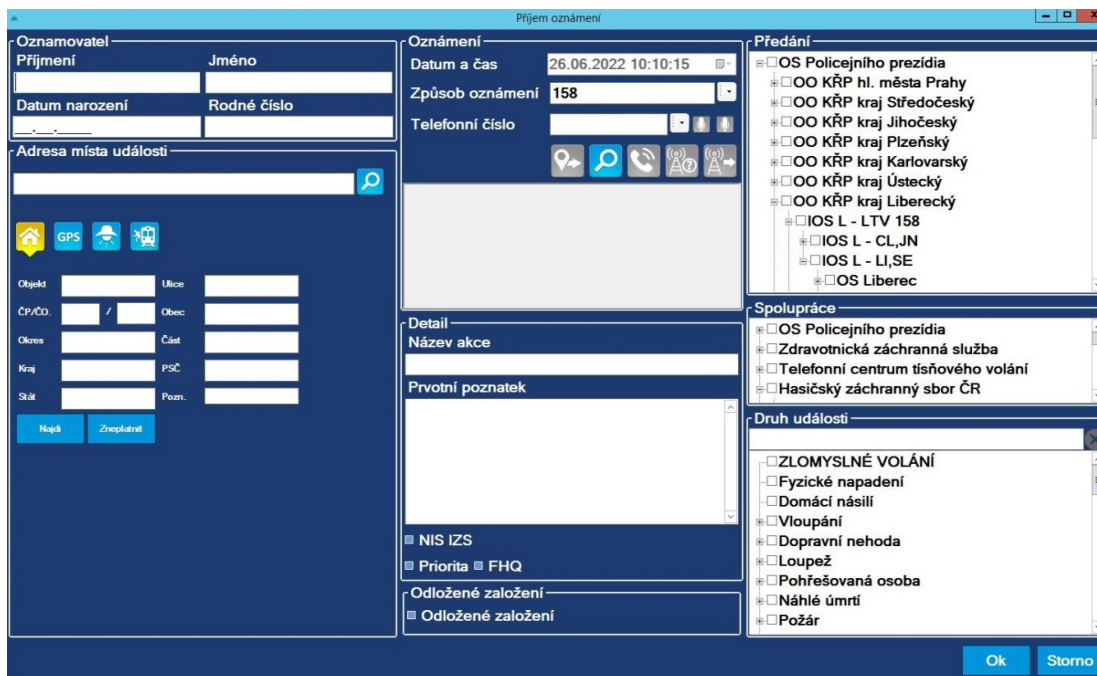 Příjem oznámení
Oznamovatel
Příjmení Jméno
Datum narození Rodné číslo
__.__.____
Adresa místa události
GPS
Objekt Ulice
ČP/ČO. / Obec
Okres Část
Kraj PSČ
Stát Pozn.
Najdi Zneplatnit
Oznámení
Datum a čas 26.06.2022 10:10:15
Způsob oznámení 158
Telefonní číslo
Detail
Název akce
Prvotní poznatek
NIS IZS
Priorita FHQ
Odložené založení
Odložené založení
Předání
OS Policejního prezídia
OO KŘP hl. města Prahy
OO KŘP kraj Středočeský
OO KŘP kraj Jihočeský
OO KŘP kraj Plzeňský
OO KŘP kraj Karlovarský
OO KŘP kraj Ústecký
OO KŘP kraj Liberecký
IOS L - LTV 158
IOS L - CL,JN
IOS L - LI,SE
OS Liberec
Spolupráce
OS Policejního prezídia
Zdravotnická záchranná služba
Telefonní centrum tísňového volání
Hasičský záchranný sbor ČR
Druh události
ZLOMYSLNÉ VOLÁNÍ
Fyzické napadení
Domácí násilí
Vloupání
Dopravní nehoda
Loupež
Pohřešovaná osoba
Náhlé úmrtí
Požár
Ok Storno